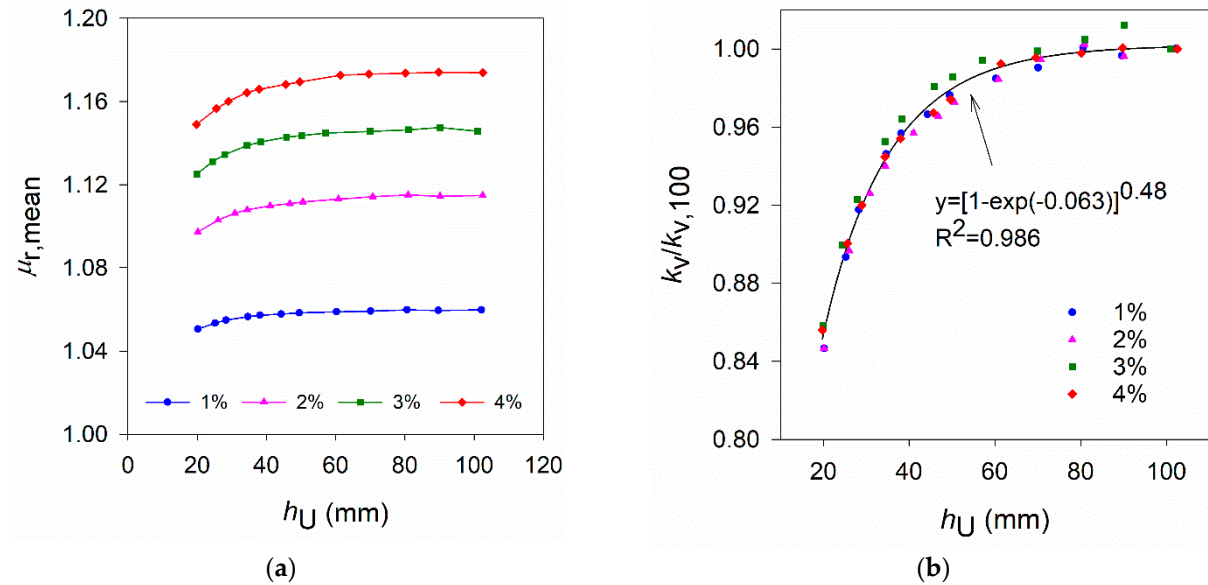 1.20
1.16
1.12
1.08
1.04
1.00
μr,mean
1% 2% 3% 4%
0 20 40 60 80 100 120
hU (mm)
(a)
1.00
0.96
0.92
0.88
0.84
0.80
kv/kv,100
y=[1-exp(-0.063)]0.48
R2=0.986
1%
2%
3%
4%
20 40 60 80 100
hU (mm)
(b)